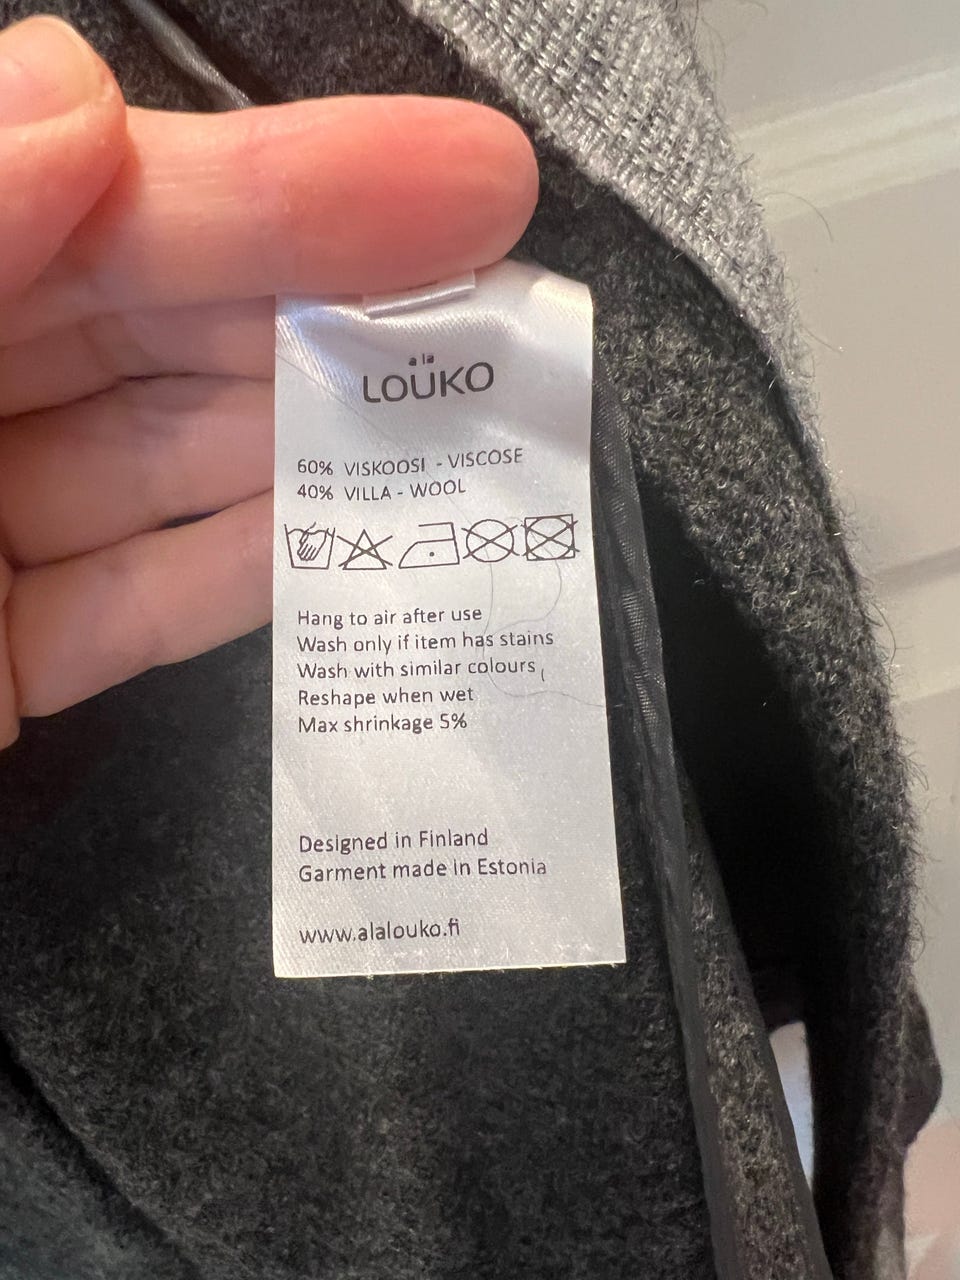 a la
LOUKO
60% VISKOOSI - VISCOSE
40% VILLA - WOOL
Hang to air after use
Wash only if item has stains
Wash with similar colours
Reshape when wet
Max shrinkage 5%
Designed in Finland
Garment made in Estonia
www.alalouko.fi